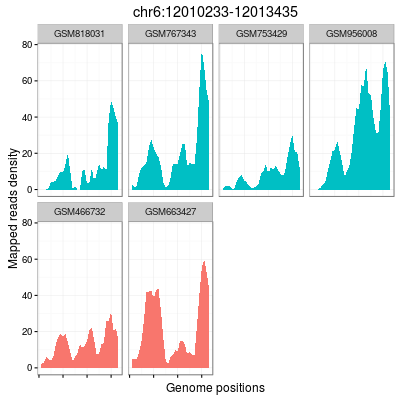 chr6:12010233-12013435
GSM818031 GSM767343 GSM753429 GSM956008
80
60
40
20
0
GSM466732 GSM663427
80
60
40
20
0
Mapped reads density
Genome positions